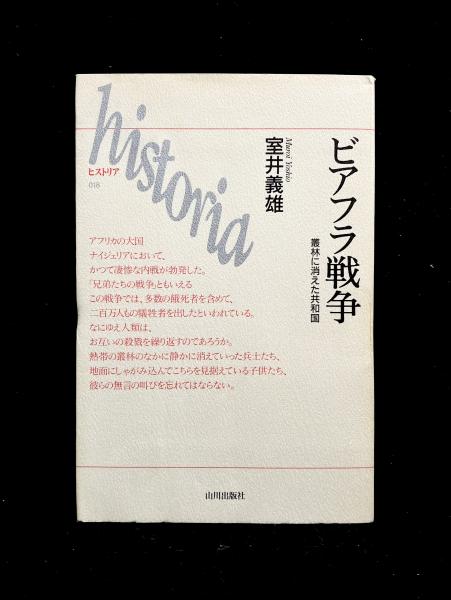 historia
ヒストリア
018
ビアフラ戦争
叢林に消えた共和国
Muroi Yoshio
室井義雄
アフリカの大国
ナイジェリアにおいて、
かつて凄惨な内戦が勃発した。
「兄弟たちの戦争」ともいえる
この戦争では、多数の餓死者を含めて、
二百万人もの犠牲者を出したといわれている。
なにゆえ人類は、
お互いの殺戮を繰り返すのであろうか。
熱帯の叢林のなかに静かに消えていった兵士たち、
地面にしゃがみ込んでこちらを見据えている子供たち、
彼らの無言の叫びを忘れてはならない。
山川出版社